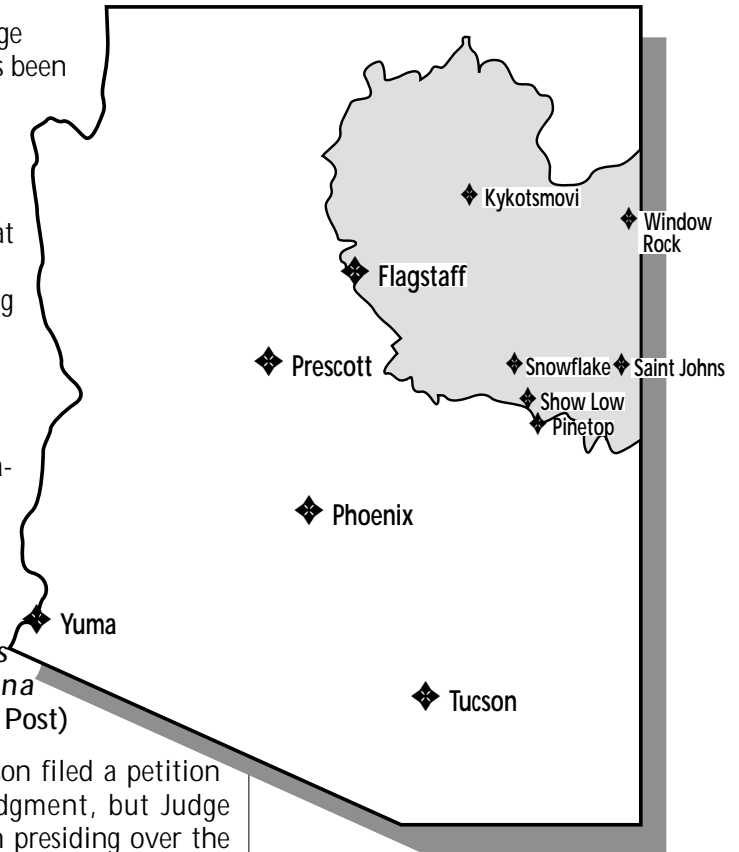 ge
s been
at
g
a-
s
na
Post)
son filed a petition
dgment, but Judge
n presiding over the
Kykotsmovi
Window
Rock
Flagstaff
Prescott
Snowflake
Saint Johns
Show Low
Pinetop
Phoenix
Yuma
Tucson